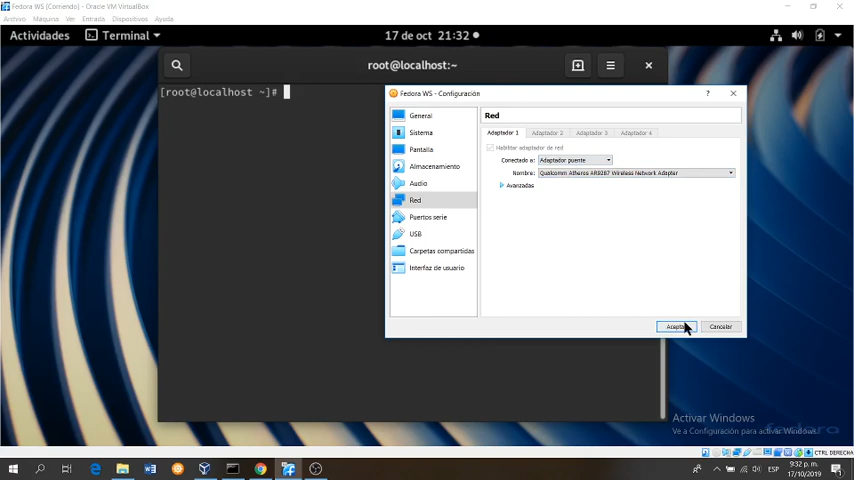 Fedora WS (Corriendo) - Oracle VM VirtualBox
Archivo Máquina Ver Entrada Dispositivos Ayuda
Actividades Terminal 17 de oct 21:32
root@localhost:~
[root@localhost ~]#
Fedora WS - Configuración
General
Sistema
Pantalla
Almacenamiento
Audio
Red
Puertos serie
USB
Carpetas compartidas
Interfaz de usuario
Red
Adaptador 1 Adaptador 2 Adaptador 3 Adaptador 4
Habilitar adaptador de red
Conectado a: Adaptador puente
Nombre: Qualcomm Atheros AR9287 Wireless Network Adapter
Avanzadas
Aceptar Cancelar
Activar Windows
Ve a Configuración para activar Windows.
fedora
CTRL DERECHA
ESP
9:32 p. m.
17/10/2019